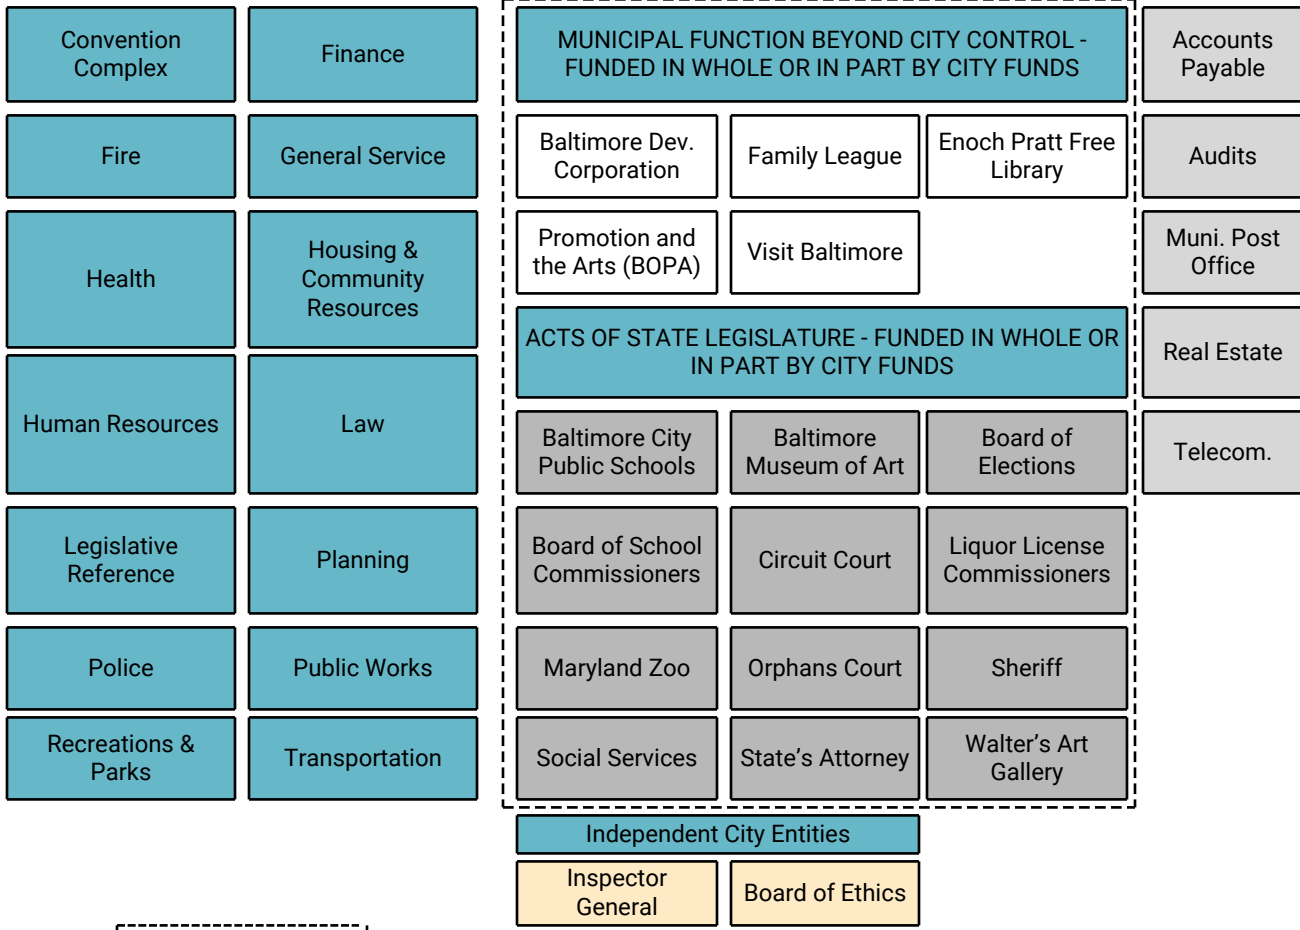 Convention
Complex
Finance
Fire
General Service
Health
Housing &
Community
Resources
Human Resources
Law
Legislative
Reference
Planning
Police
Public Works
Recreations &
Parks
Transportation
MUNICIPAL FUNCTION BEYOND CITY CONTROL -
FUNDED IN WHOLE OR IN PART BY CITY FUNDS
Baltimore Dev.
Corporation
Family League
Enoch Pratt Free
Library
Promotion and
the Arts (BOPA)
Visit Baltimore
ACTS OF STATE LEGISLATURE - FUNDED IN WHOLE OR
IN PART BY CITY FUNDS
Baltimore City
Public Schools
Baltimore
Museum of Art
Board of
Elections
Board of School
Commissioners
Circuit Court
Liquor License
Commissioners
Maryland Zoo
Orphans Court
Sheriff
Social Services
State’s Attorney
Walter’s Art
Gallery
Independent City Entities
Inspector
General
Board of Ethics
Accounts
Payable
Audits
Muni. Post
Office
Real Estate
Telecom.